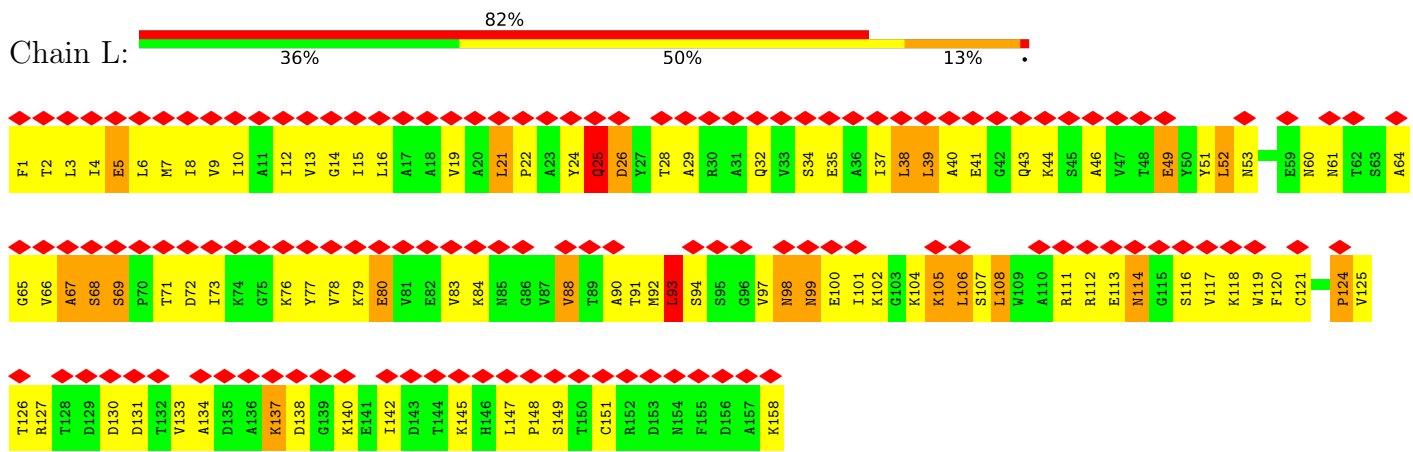 82%
Chain L:
36% 50% 13% •
F1 T2 L3 I4 E5 L6 M7 I8 V9 I10 A11 I12 V13 G14 I15 L16 A17 A18 V19 A20 L21 P22 A23 Y24 Q25 D26 Y27 T28 A29 R30 A31 Q32 V33 S34 E35 A36 I37 L38 L39 A40 E41 G42 Q43 K44 S45 A46 V47 T48 E49 Y50 Y51 L52 N53 E59 N60 N61 T62 S63 A64
G65 V66 A67 S68 S69 P70 T71 D72 I73 K74 G75 K76 Y77 V78 K79 E80 V81 E82 V83 K84 N85 G86 V87 V88 T89 A90 T91 M92 L93 S94 S95 G96 V97 N98 N99 E100 I101 K102 G103 K104 K105 L106 S107 L108 W109 A110 R111 R112 E113 N114 G115 S116 V117 K118 W119 F120 C121 P124 V125
T126 R127 T128 D129 D130 D131 T132 V133 A134 D135 A136 K137 D138 G139 K140 E141 I142 D143 T144 K145 H146 L147 P148 S149 T150 C151 R152 D153 N154 F155 D156 A157 K158